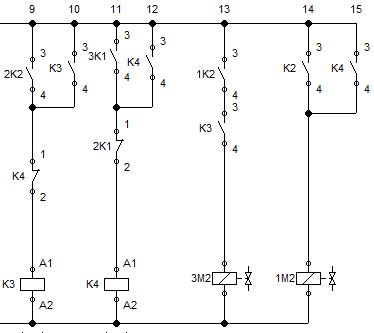 9 10 11 12 13 14 15
3 3 3 3 3 3 3
2K2 K3 3K1 K4 1K2 K2 K4
4 4 4 4 4 4 4
3
K3
4
1 1
K4 2K1
2 2
A1 A1
K3 K4 3M2 1M2
A2 A2